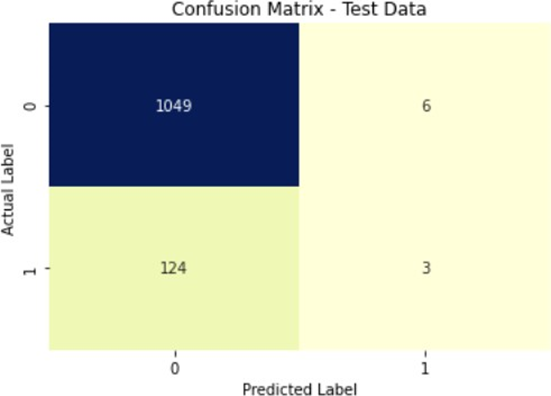 Confusion Matrix - Test Data
Actual Label
0
1049
6
1
124
3
0
1
Predicted Label